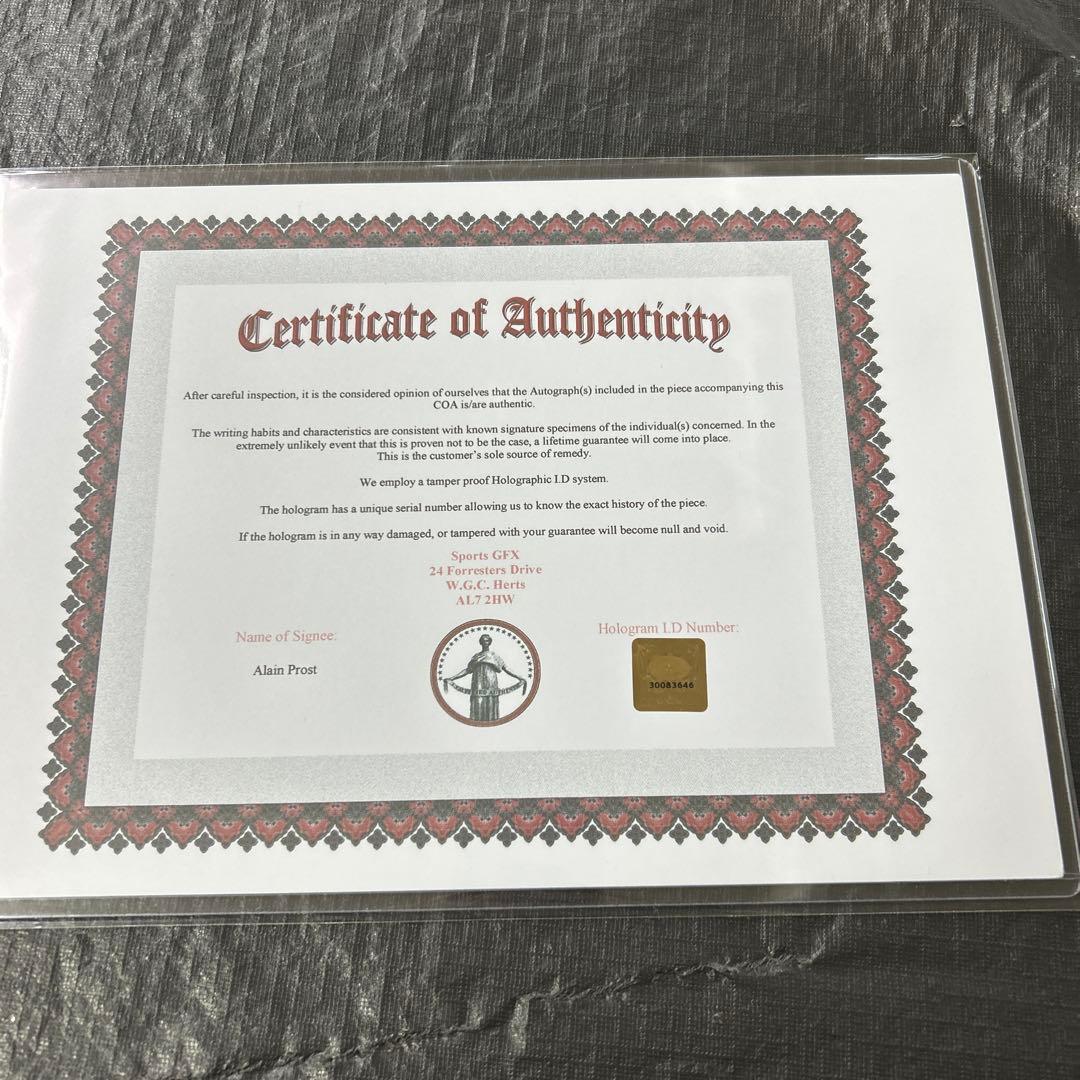 Certificate of Authenticity
After careful inspection, it is the considered opinion of ourselves that the Autograph(s) included in the piece accompanying this
COA is/are authentic.
The writing habits and characteristics are consistent with known signature specimens of the individual(s) concerned. In the
extremely unlikely event that this is proven not to be the case, a lifetime guarantee will come into place.
This is the customer's sole source of remedy.
We employ a tamper proof Holographic I.D system.
The hologram has a unique serial number allowing us to know the exact history of the piece.
If the hologram is in any way damaged, or tampered with your guarantee will become null and void.
Sports GFX
24 Forresters Drive
W.G.C. Herts
AL7 2HW
Name of Signee:
Hologram I.D Number:
Alain Prost
30083646